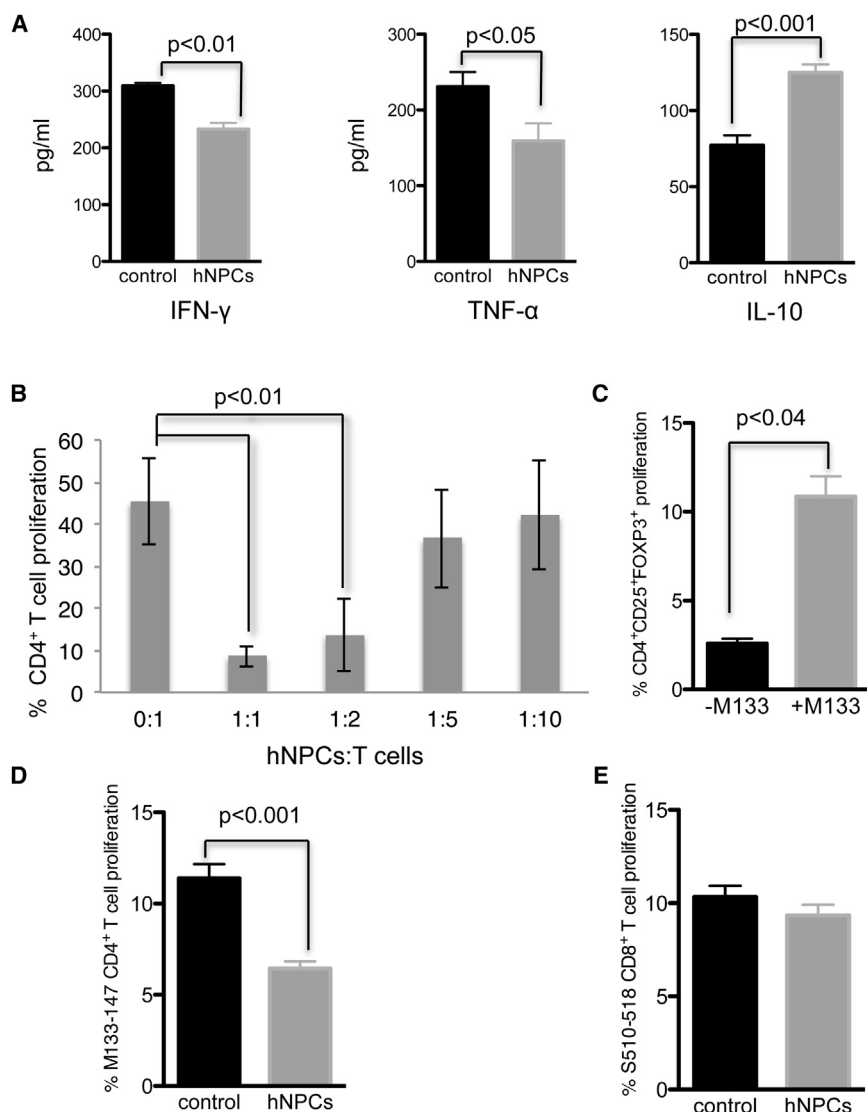 A
pg/ml
400
300
200
100
0
p<0.01
control hNPCs
IFN-γ
pg/ml
300
200
100
0
p<0.05
control hNPCs
TNF-α
150
100
50
0
p<0.001
control hNPCs
IL-10
B
% CD4⁺ T cell proliferation
60
50
40
30
20
10
0
p<0.01
0:1 1:1 1:2 1:5 1:10
hNPCs:T cells
C
% CD4⁺CD25⁺FOXP3⁺ proliferation
15
10
5
0
p<0.04
-M133 +M133
D
% M133-147 CD4⁺ T cell proliferation
15
10
5
0
p<0.001
control hNPCs
E
% S510-518 CD8⁺ T cell proliferation
15
10
5
0
control hNPCs